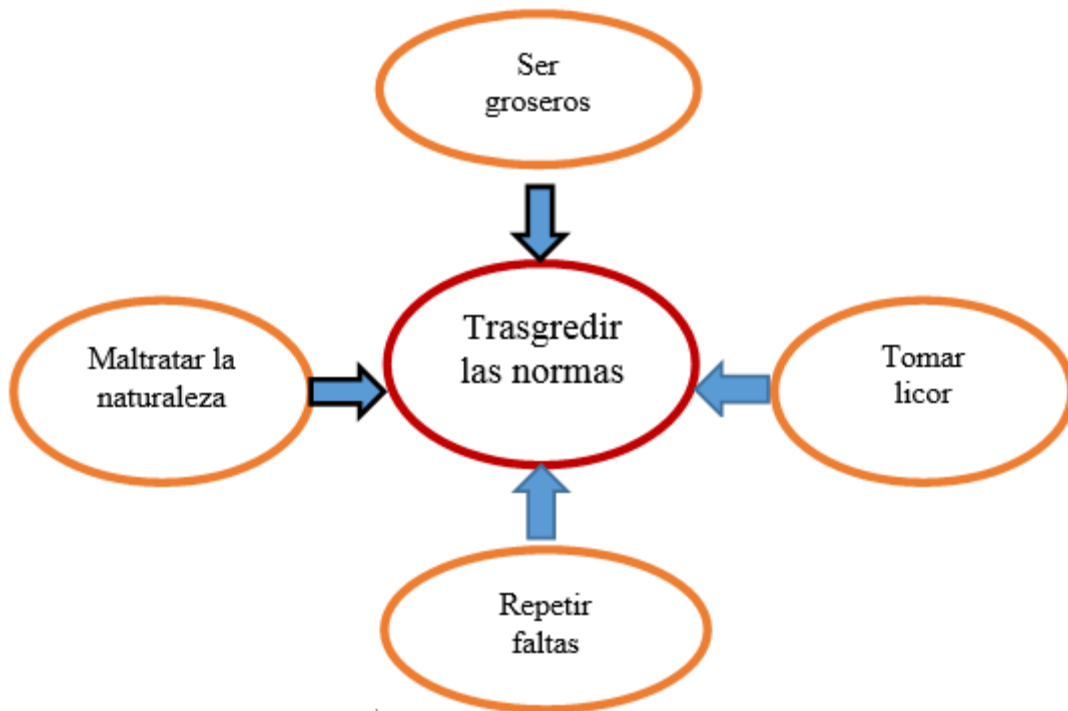 Ser
groseros
Trasgredir
las normas
Maltratar la
naturaleza
Tomar
licor
Repetir
faltas